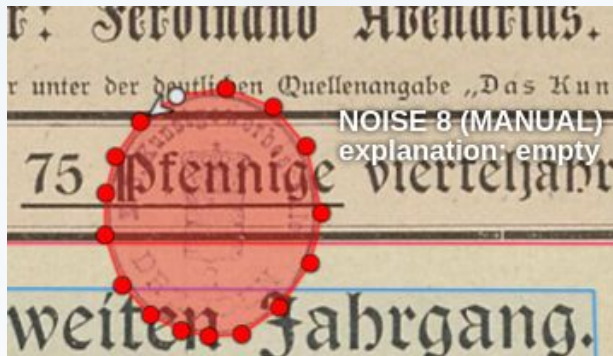 r: Ferdinand Avenarius.
r unter der deutlichen Quellenangabe „Das Kun
NOISE 8 (MANUAL)
explanation: empty
75 Pfennige vierteljahr
weiten Jahrgang.